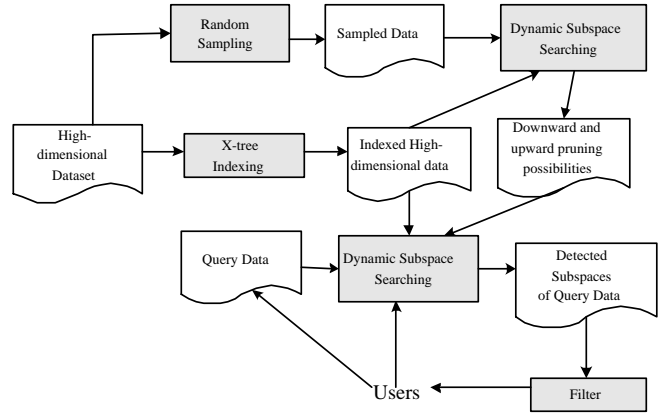 Random
Sampling
Sampled Data
Dynamic Subspace
Searching
High-
dimensional
Dataset
X-tree
Indexing
Indexed High-
dimensional data
Downward and
upward pruning
possibilities
Query Data
Dynamic Subspace
Searching
Detected
Subspaces
of Query Data
Users
Filter